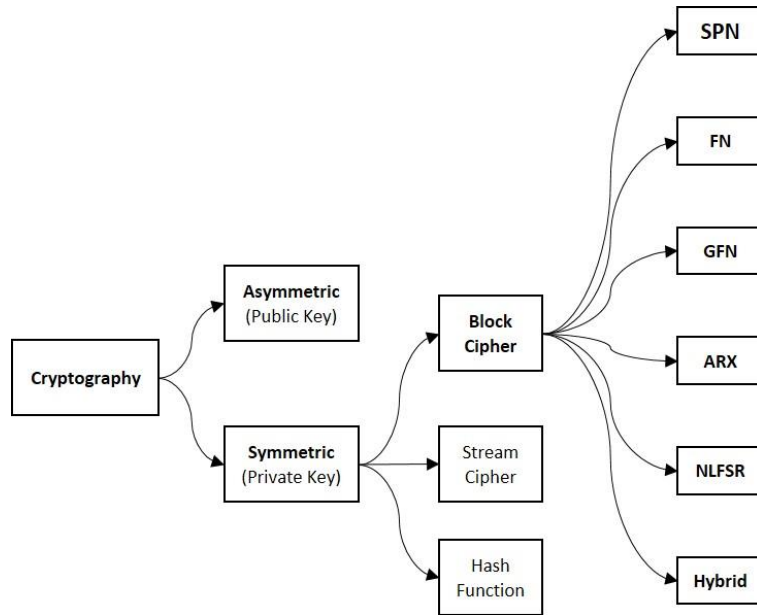 Cryptography
Asymmetric
(Public Key)
Symmetric
(Private Key)
Block
Cipher
Stream
Cipher
Hash
Function
SPN
FN
GFN
ARX
NLFSR
Hybrid